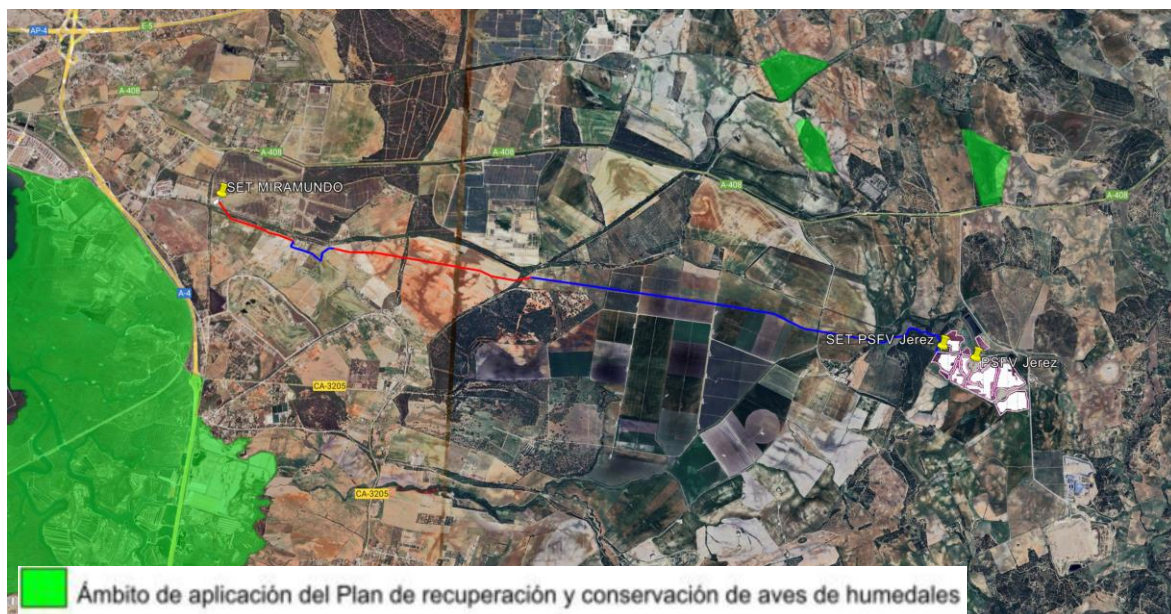 AP-4
E-5
A-408
A-408
A-408
A-408
A-408
SET MIRAMUNDO
A-4
CA-3205
CA-3205
SET PSFV Jerez
PSFV Jerez
Ámbito de aplicación del Plan de recuperación y conservación de aves de humedales